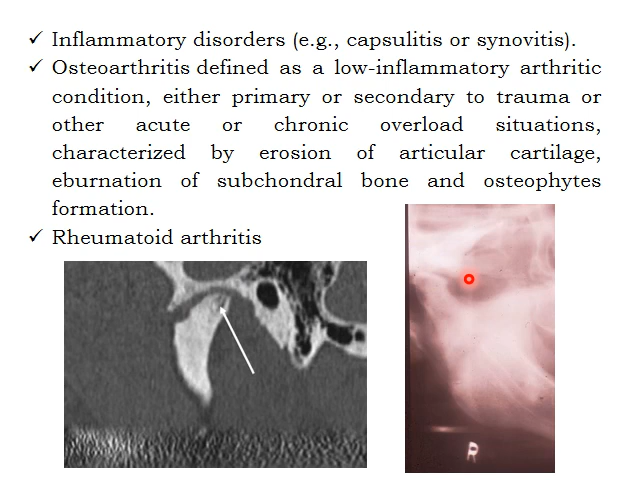 ✓ Inflammatory disorders (e.g., capsulitis or synovitis).
✓ Osteoarthritis defined as a low-inflammatory arthritic
condition, either primary or secondary to trauma or
other acute or chronic overload situations,
characterized by erosion of articular cartilage,
eburnation of subchondral bone and osteophytes
formation.
✓ Rheumatoid arthritis
R